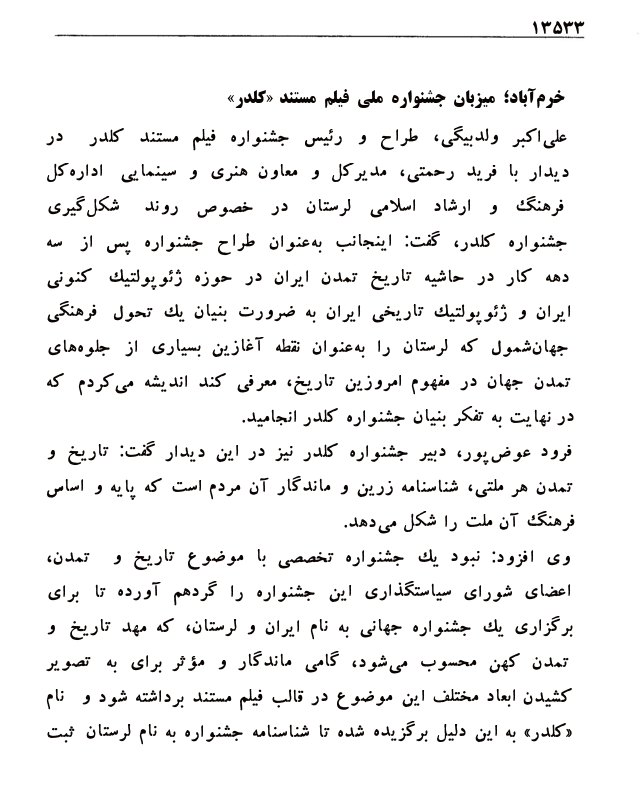 ۱۳۵۳۳
خرم‌آباد؛ میزبان جشنواره ملی فیلم مستند «کلدر»
علی‌اکبر ولدبیگی، طراح و رئیس جشنواره فیلم مستند کلدر در
دیدار با فرید رحمتی، مدیرکل و معاون هنری و سینمایی اداره‌کل
فرهنگ و ارشاد اسلامی لرستان در خصوص روند شکل‌گیری
جشنواره کلدر، گفت: اینجانب به‌عنوان طراح جشنواره پس از سه
دهه کار در حاشیه تاریخ تمدن ایران در حوزه ژئوپولتیك کنونی
ایران و ژئوپولتیك تاریخی ایران به ضرورت بنیان یك تحول فرهنگی
جهان‌شمول که لرستان را به‌عنوان نقطه آغازین بسیاری از جلوه‌های
تمدن جهان در مفهوم امروزین تاریخ، معرفی کند اندیشه می‌کردم که
در نهایت به تفکر بنیان جشنواره کلدر انجامید.
فرود عوض‌پور، دبیر جشنواره کلدر نیز در این دیدار گفت: تاریخ و
تمدن هر ملتی، شناسنامه زرین و ماندگار آن مردم است که پایه و اساس
فرهنگ آن ملت را شکل می‌دهد.
وی افزود: نبود یك جشنواره تخصصی با موضوع تاریخ و تمدن،
اعضای شورای سیاستگذاری این جشنواره را گردهم آورده تا برای
برگزاری یك جشنواره جهانی به نام ایران و لرستان، که مهد تاریخ و
تمدن کهن محسوب می‌شود، گامی ماندگار و مؤثر برای به تصویر
کشیدن ابعاد مختلف این موضوع در قالب فیلم مستند برداشته شود و نام
«کلدر» به این دلیل برگزیده شده تا شناسنامه جشنواره به نام لرستان ثبت